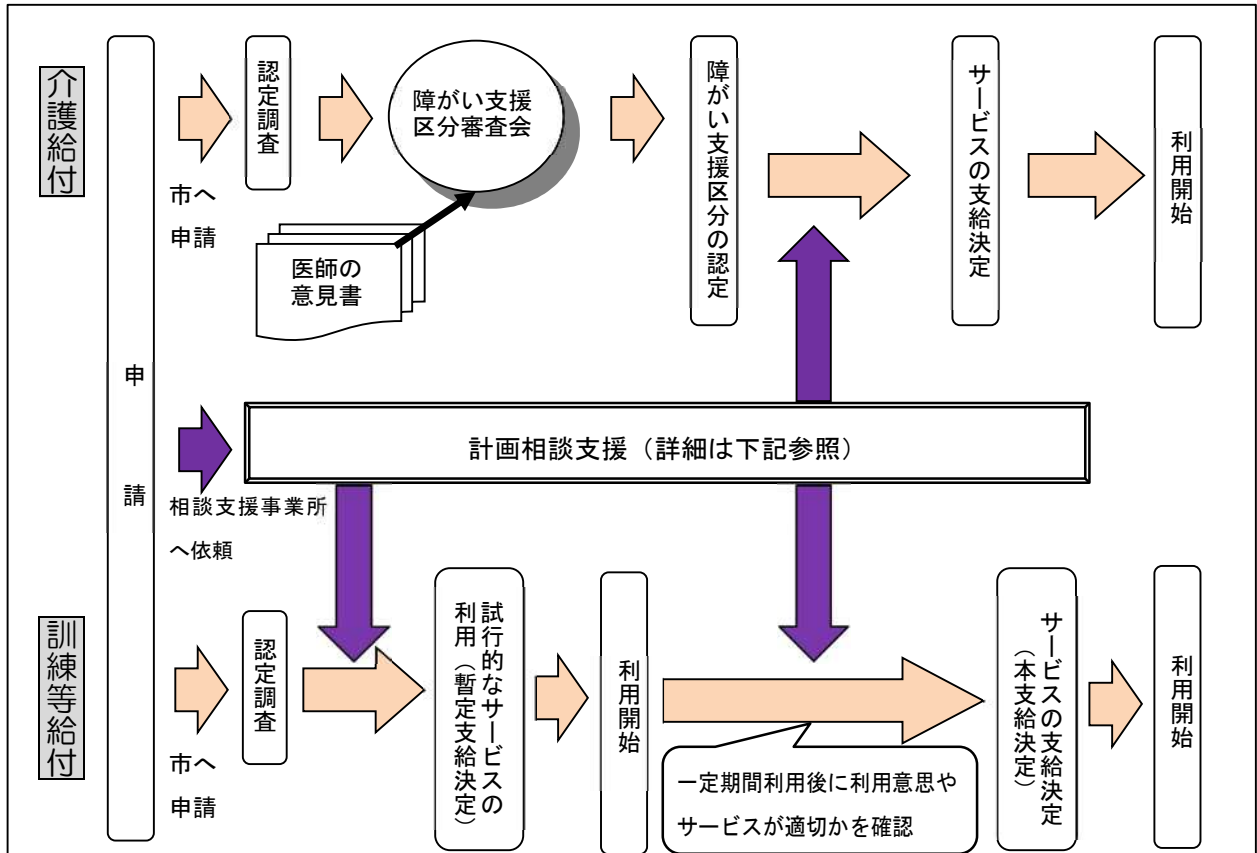 介護給付
申請
市へ
申請
認定調査
障がい支援
区分審査会
医師の
意見書
障がい支援区分の認定
サービスの支給決定
利用開始
相談支援事業所
へ依頼
計画相談支援（詳細は下記参照）
訓練等給付
市へ
申請
認定調査
試行的なサービスの
利用（暫定支給決定）
利用開始
一定期間利用後に利用意思や
サービスが適切かを確認
サービスの支給決定
（本支給決定）
利用開始